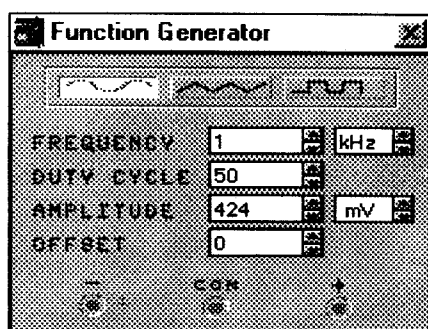 Function Generator
FREQUENCY 1 kHz
DUTY CYCLE 50
AMPLITUDE 424 mV
OFFSET 0
- COM +